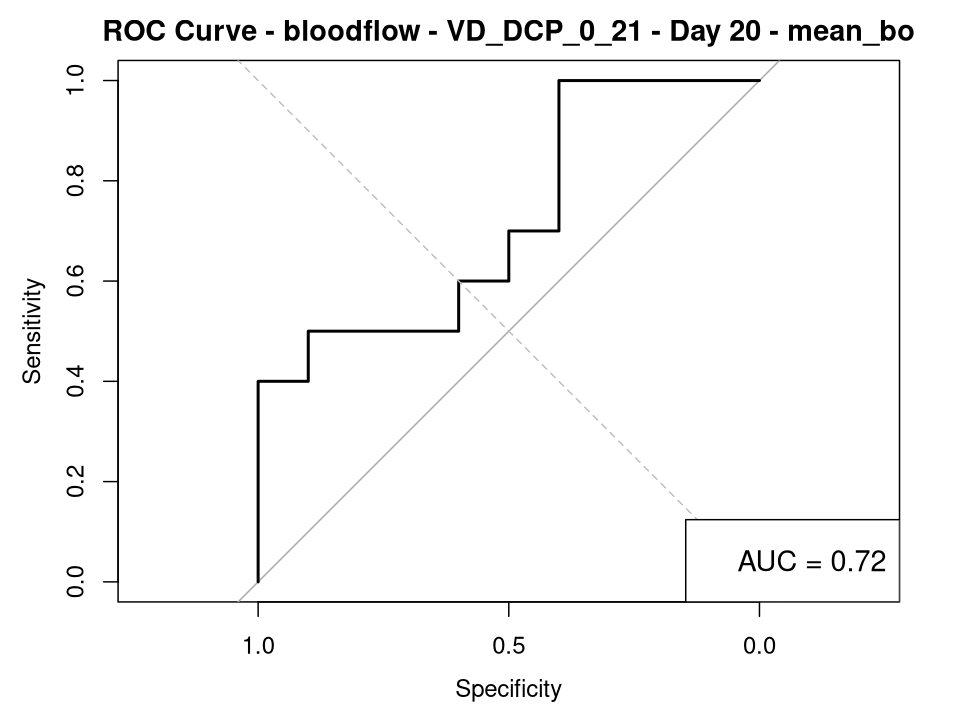 ROC Curve - bloodflow - VD_DCP_0_21 - Day 20 - mean_bo
1.0
0.8
0.6
0.4
0.2
0.0
Sensitivity
AUC = 0.72
1.0 0.5 0.0
Specificity